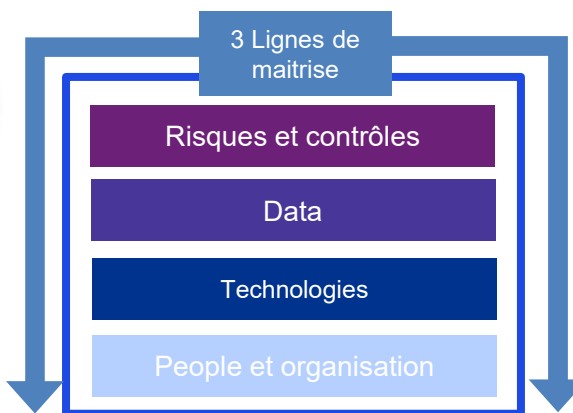 3 Lignes de
maitrise
Risques et contrôles
Data
Technologies
People et organisation